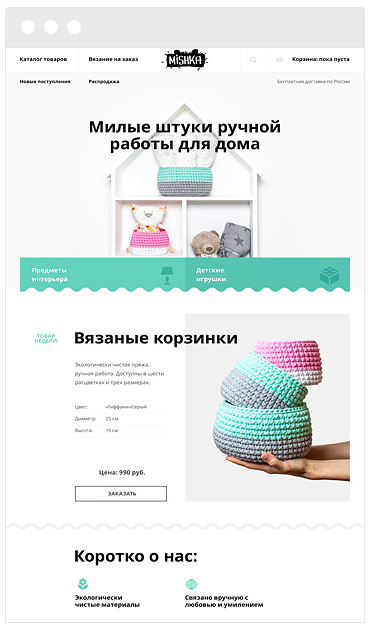 Каталог товаров
Вязание на заказ
MiSHKA
Корзина: пока пуста
Новые поступления
Распродажа
Бесплатная доставка по России
Милые штуки ручной
работы для дома
Предметы
интерьера
Детские
игрушки
ТОВАР
НЕДЕЛИ
Вязаные корзинки
Экологически чистая пряжа,
ручная работа. Доступны в шести
расцветках и трех размерах.
Цвет: «Тиффани»/серый
Диаметр: 25 см
Высота: 15 см
Цена: 990 руб.
ЗАКАЗАТЬ
Коротко о нас:
Экологически
чистые материалы
Связано вручную с
любовью и умилением